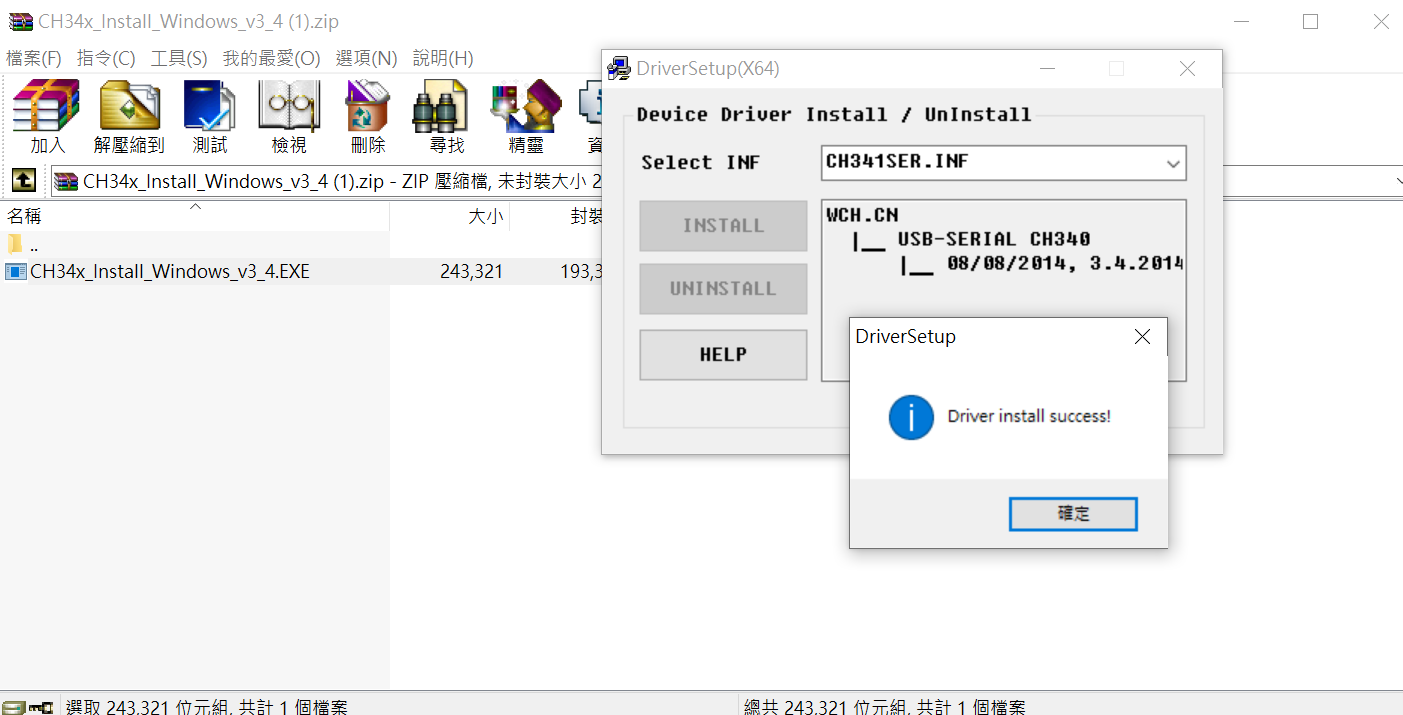 CH34x_Install_Windows_v3_4 (1).zip
檔案(F) 指令(C) 工具(S) 我的最愛(O) 選項(N) 說明(H)
加入 解壓縮到 測試 檢視 刪除 尋找 精靈
CH34x_Install_Windows_v3_4 (1).zip - ZIP 壓縮檔, 未封裝大小 2
名稱 大小 封裝
..
CH34x_Install_Windows_v3_4.EXE 243,321 193,3
DriverSetup(X64)
Device Driver Install / UnInstall
Select INF CH341SER.INF
INSTALL
UNINSTALL
HELP
WCH.CN
|__ USB-SERIAL CH340
|__ 08/08/2014, 3.4.2014
DriverSetup
Driver install success!
確定
選取 243,321 位元組, 共計 1 個檔案
總共 243,321 位元組, 共計 1 個檔案